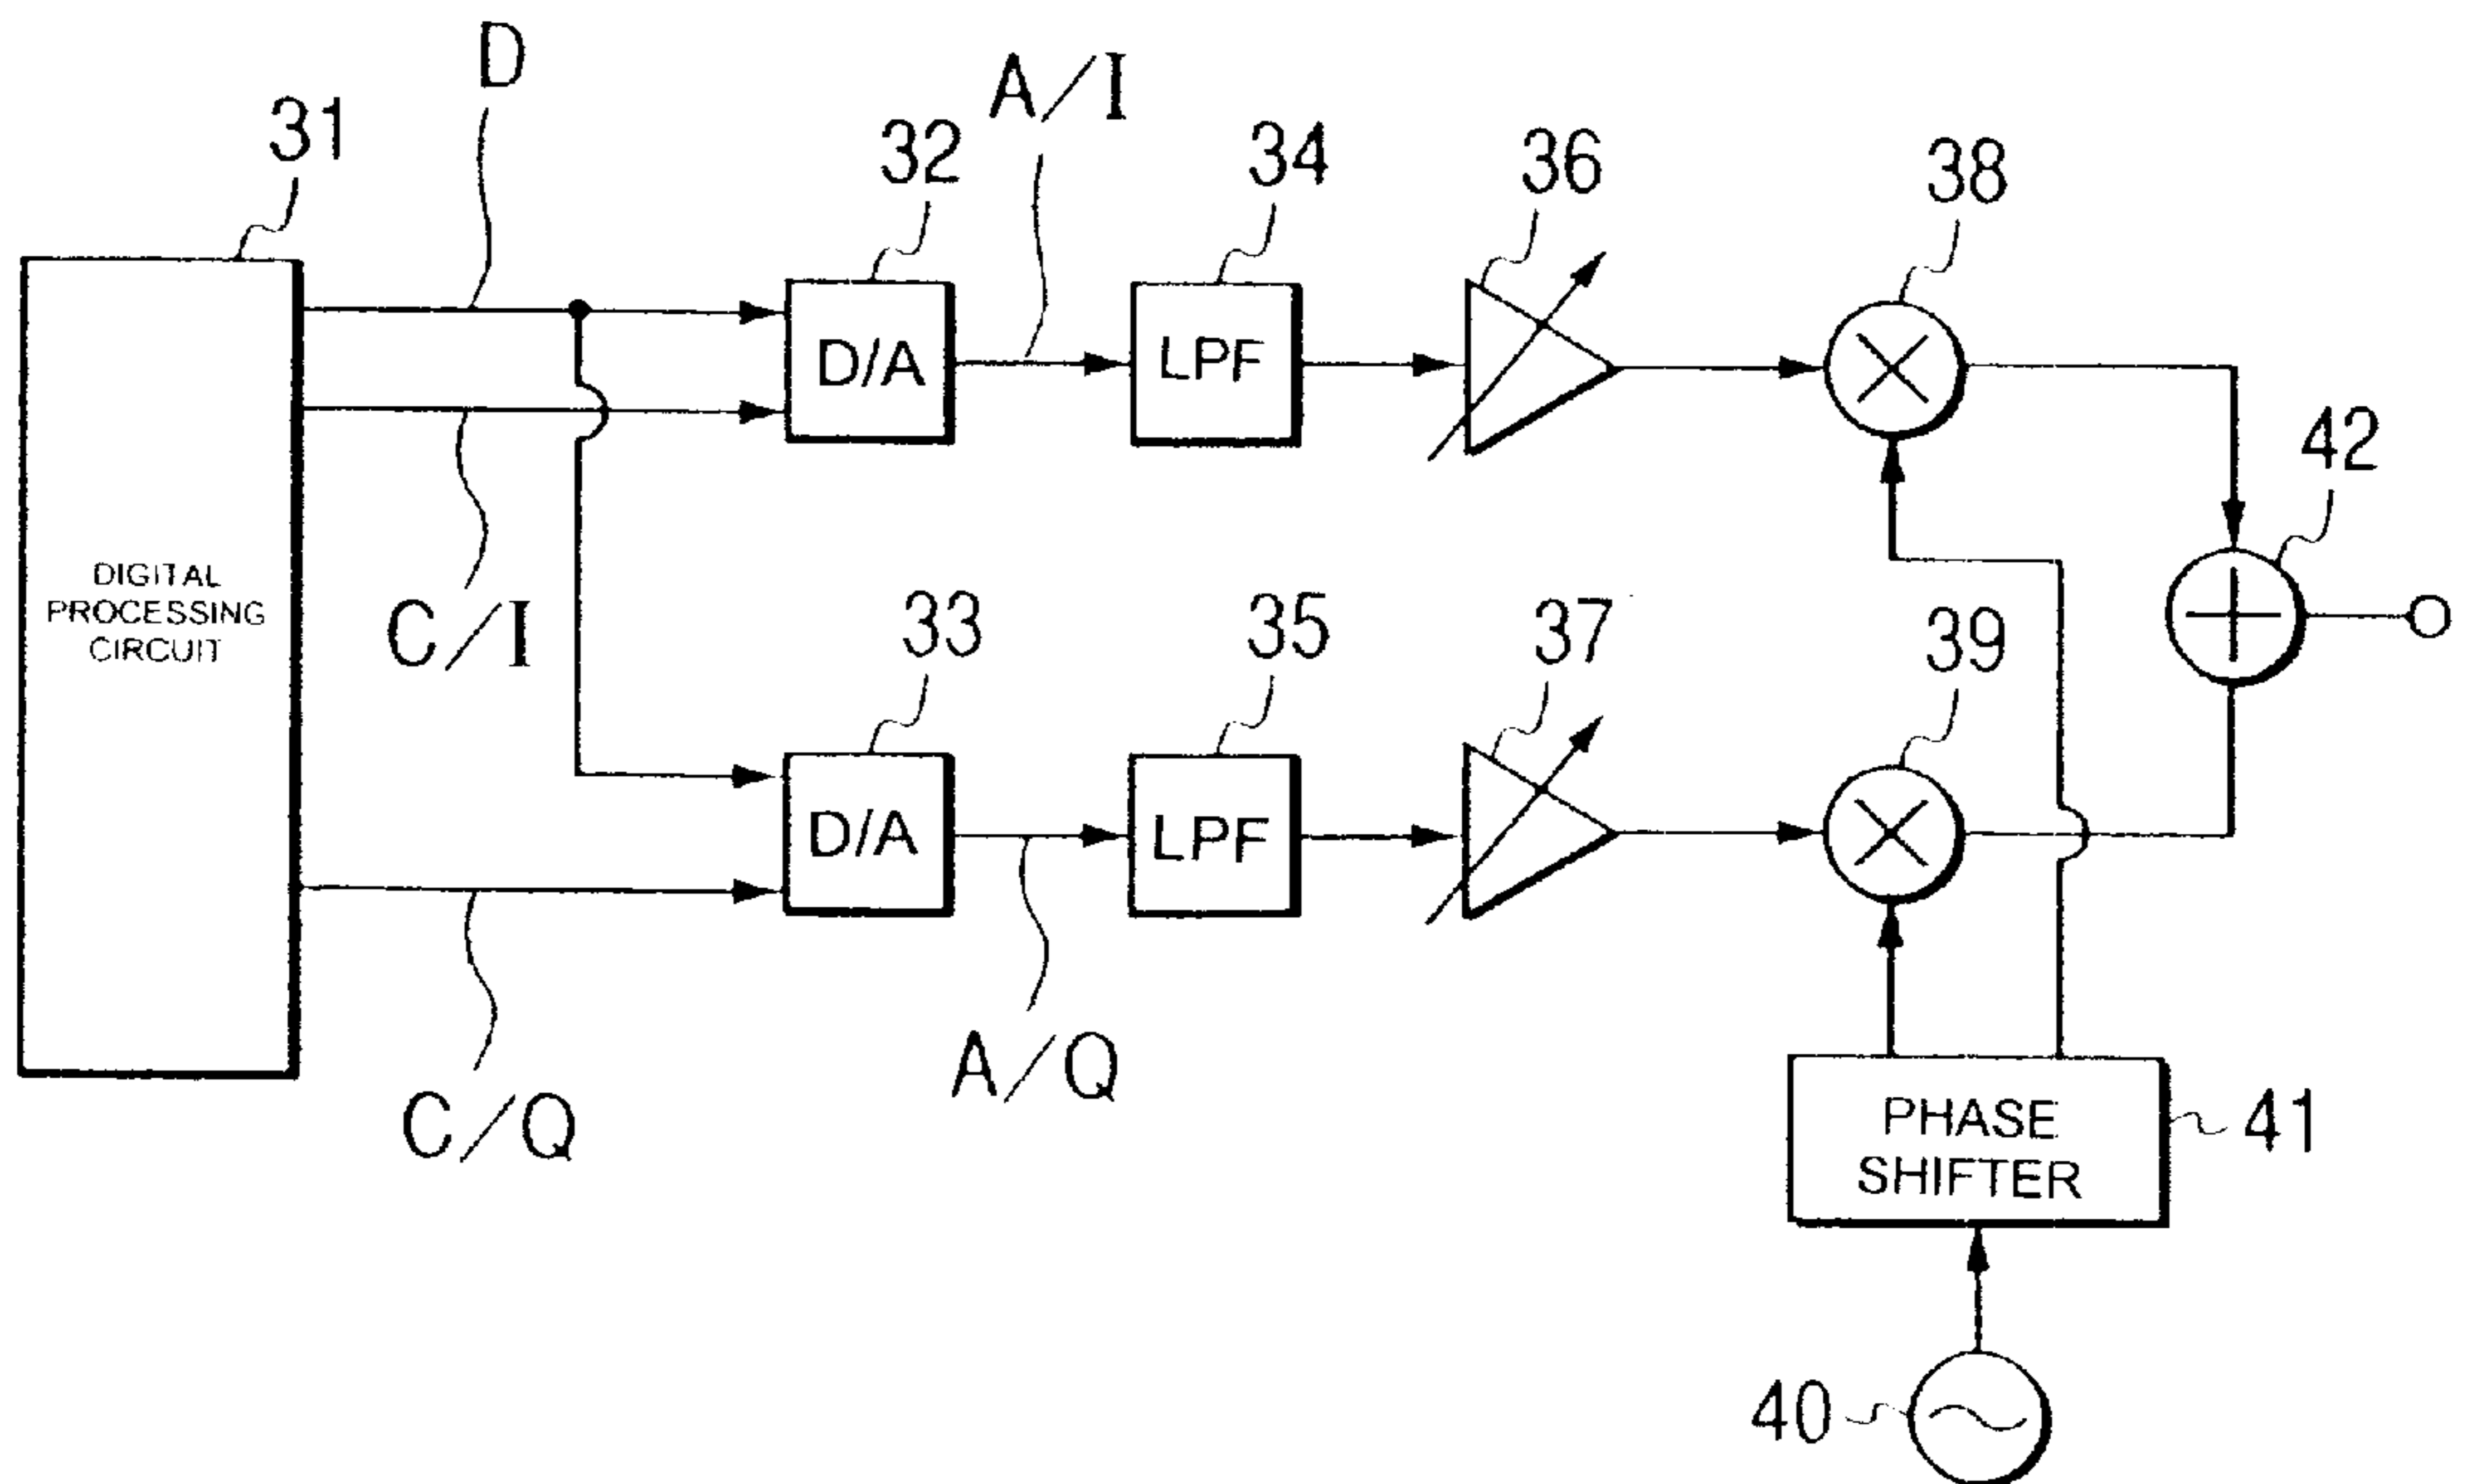 D
A/I
31
32
34
36
38
D/A
LPF
42
DIGITAL
PROCESSING
CIRCUIT
C/I
33
35
37
39
D/A
LPF
A/Q
C/Q
PHASE
SHIFTER
41
40